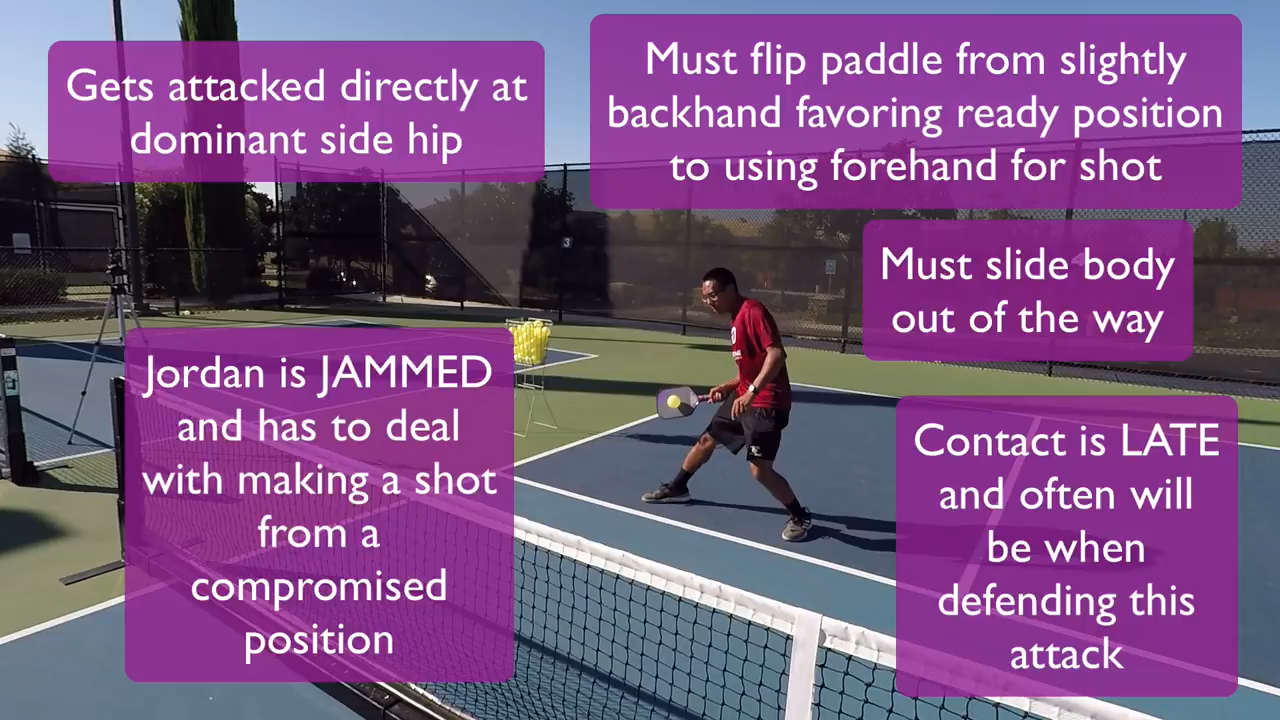 Gets attacked directly at
dominant side hip
Must flip paddle from slightly
backhand favoring ready position
to using forehand for shot
Must slide body
out of the way
Jordan is JAMMED
and has to deal
with making a shot
from a
compromised
position
Contact is LATE
and often will
be when
defending this
attack
3